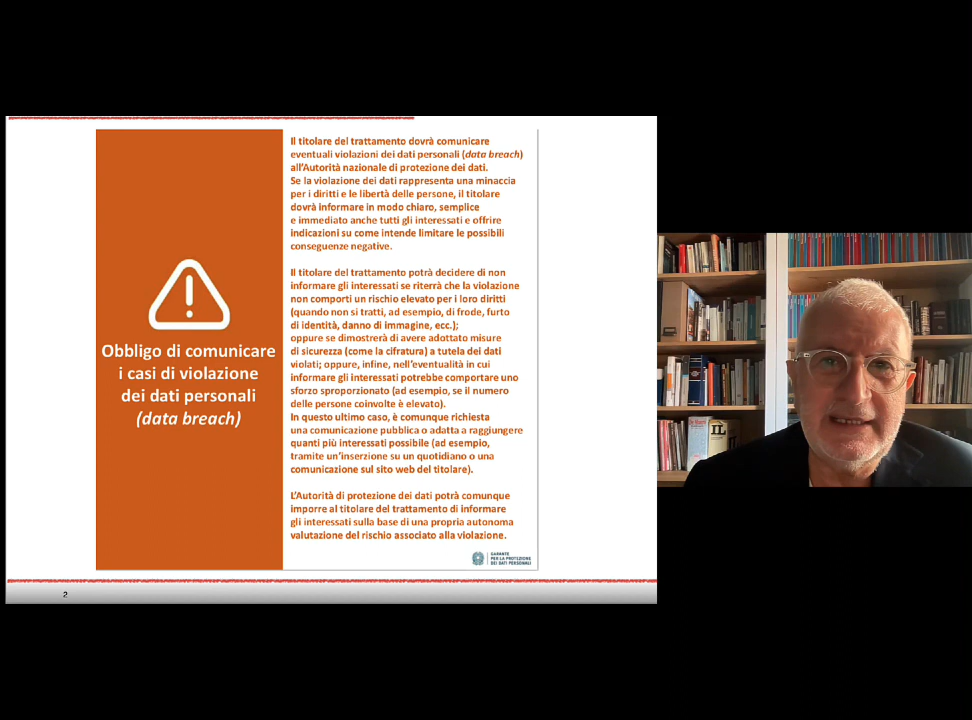 Obbligo di comunicare
i casi di violazione
dei dati personali
(data breach)
Il titolare del trattamento dovrà comunicare
eventuali violazioni dei dati personali (data breach)
all'Autorità nazionale di protezione dei dati.
Se la violazione dei dati rappresenta una minaccia
per i diritti e le libertà delle persone, il titolare
dovrà informare in modo chiaro, semplice
e immediato anche tutti gli interessati e offrire
indicazioni su come intende limitare le possibili
conseguenze negative.
Il titolare del trattamento potrà decidere di non
informare gli interessati se riterrà che la violazione
non comporti un rischio elevato per i loro diritti
(quando non si tratti, ad esempio, di frode, furto
di identità, danno di immagine, ecc.);
oppure se dimostrerà di avere adottato misure
di sicurezza (come la cifratura) a tutela dei dati
violati; oppure, infine, nell'eventualità in cui
informare gli interessati potrebbe comportare uno
sforzo sproporzionato (ad esempio, se il numero
delle persone coinvolte è elevato).
In questo ultimo caso, è comunque richiesta
una comunicazione pubblica o adatta a raggiungere
quanti più interessati possibile (ad esempio,
tramite un'inserzione su un quotidiano o una
comunicazione sul sito web del titolare).
L'Autorità di protezione dei dati potrà comunque
imporre al titolare del trattamento di informare
gli interessati sulla base di una propria autonoma
valutazione del rischio associato alla violazione.
GARANTE
PER LA PROTEZIONE
DEI DATI PERSONALI
2
IL